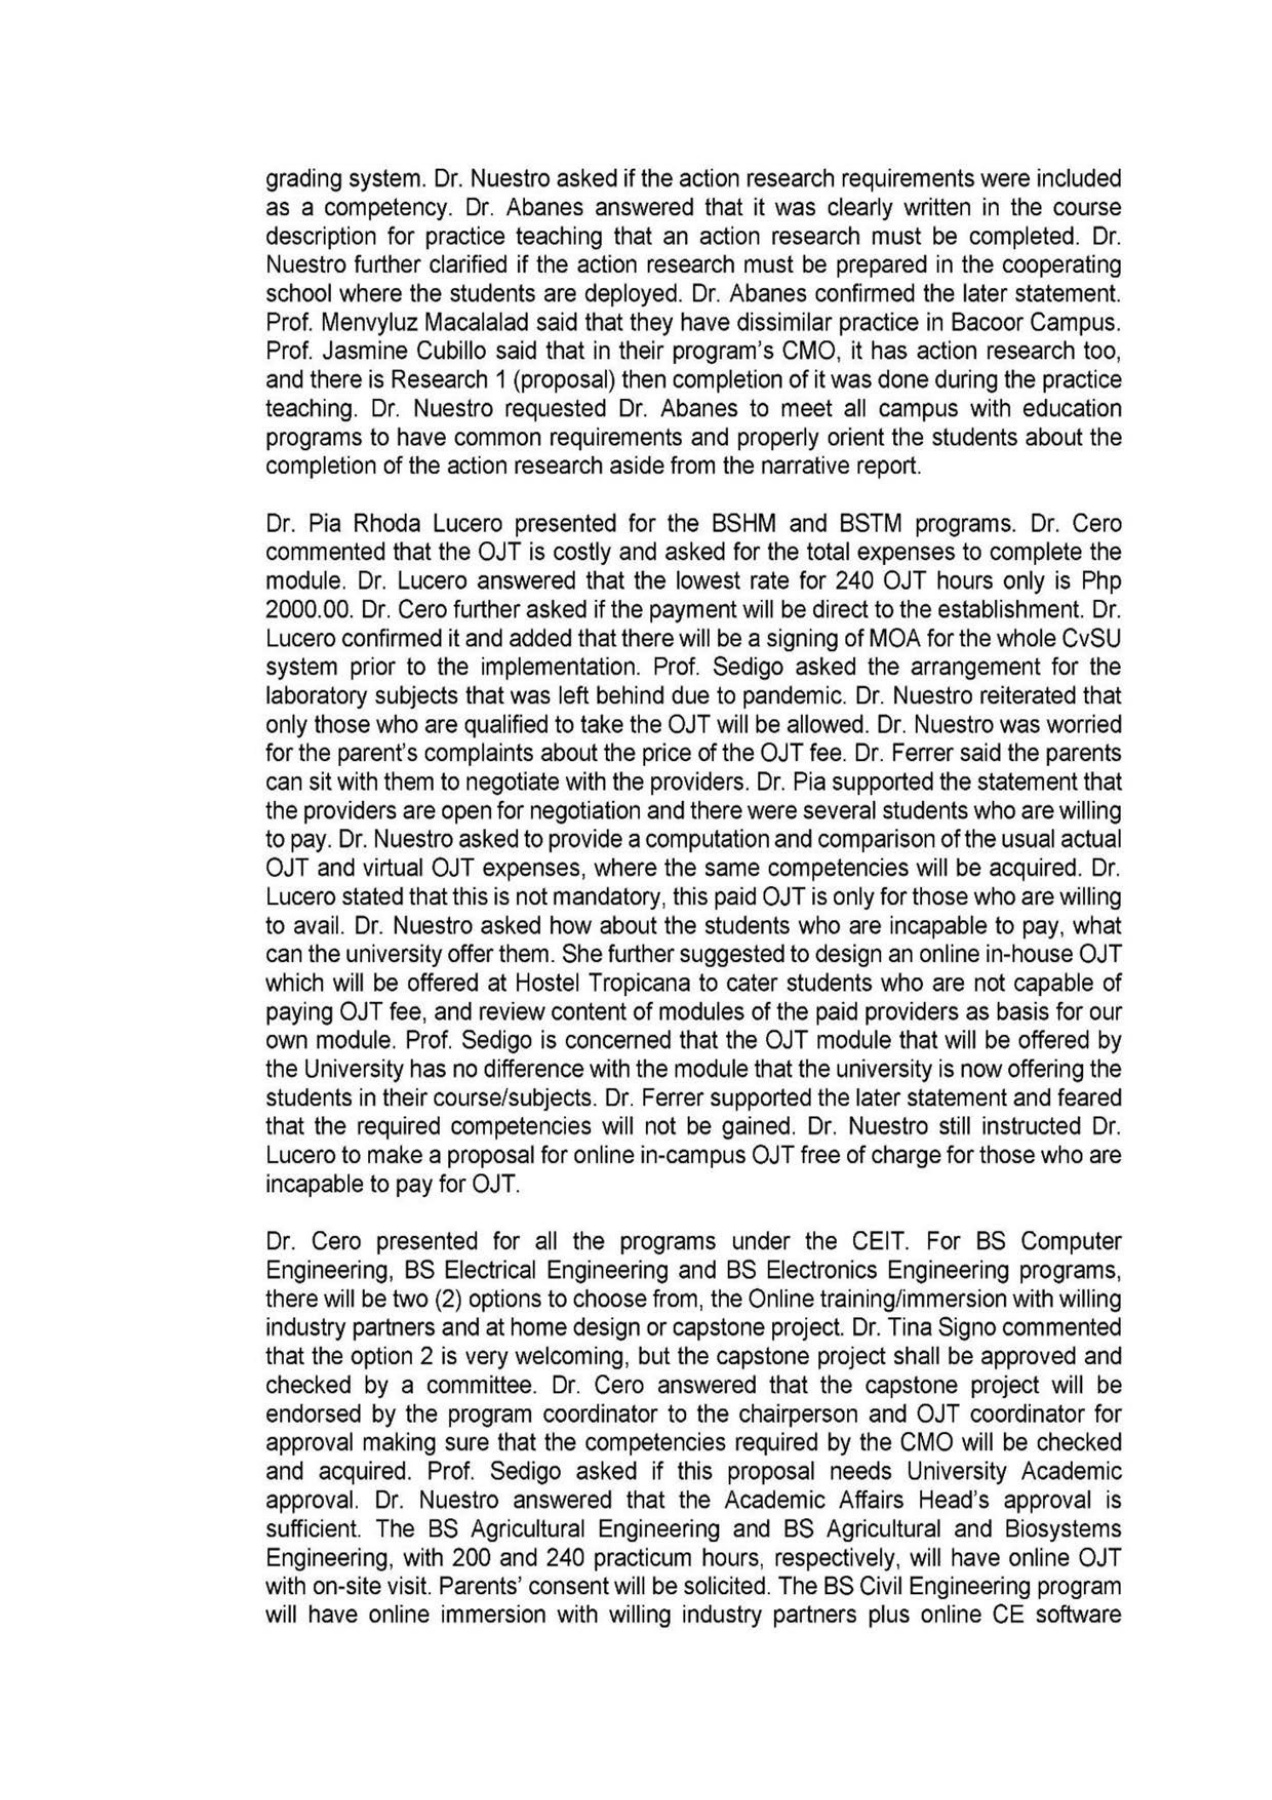 grading system. Dr. Nuestro asked if the action research requirements were included
as a competency. Dr. Abanes answered that it was clearly written in the course
description for practice teaching that an action research must be completed. Dr.
Nuestro further clarified if the action research must be prepared in the cooperating
school where the students are deployed. Dr. Abanes confirmed the later statement.
Prof. Menvyluz Macalalad said that they have dissimilar practice in Bacoor Campus.
Prof. Jasmine Cubillo said that in their program's CMO, it has action research too,
and there is Research 1 (proposal) then completion of it was done during the practice
teaching. Dr. Nuestro requested Dr. Abanes to meet all campus with education
programs to have common requirements and properly orient the students about the
completion of the action research aside from the narrative report.
Dr. Pia Rhoda Lucero presented for the BSHM and BSTM programs. Dr. Cero
commented that the OJT is costly and asked for the total expenses to complete the
module. Dr. Lucero answered that the lowest rate for 240 OJT hours only is Php
2000.00. Dr. Cero further asked if the payment will be direct to the establishment. Dr.
Lucero confirmed it and added that there will be a signing of MOA for the whole CvSU
system prior to the implementation. Prof. Sedigo asked the arrangement for the
laboratory subjects that was left behind due to pandemic. Dr. Nuestro reiterated that
only those who are qualified to take the OJT will be allowed. Dr. Nuestro was worried
for the parent's complaints about the price of the OJT fee. Dr. Ferrer said the parents
can sit with them to negotiate with the providers. Dr. Pia supported the statement that
the providers are open for negotiation and there were several students who are willing
to pay. Dr. Nuestro asked to provide a computation and comparison of the usual actual
OJT and virtual OJT expenses, where the same competencies will be acquired. Dr.
Lucero stated that this is not mandatory, this paid OJT is only for those who are willing
to avail. Dr. Nuestro asked how about the students who are incapable to pay, what
can the university offer them. She further suggested to design an online in-house OJT
which will be offered at Hostel Tropicana to cater students who are not capable of
paying OJT fee, and review content of modules of the paid providers as basis for our
own module. Prof. Sedigo is concerned that the OJT module that will be offered by
the University has no difference with the module that the university is now offering the
students in their course/subjects. Dr. Ferrer supported the later statement and feared
that the required competencies will not be gained. Dr. Nuestro still instructed Dr.
Lucero to make a proposal for online in-campus OJT free of charge for those who are
incapable to pay for OJT.
Dr. Cero presented for all the programs under the CEIT. For BS Computer
Engineering, BS Electrical Engineering and BS Electronics Engineering programs,
there will be two (2) options to choose from, the Online training/immersion with willing
industry partners and at home design or capstone project. Dr. Tina Signo commented
that the option 2 is very welcoming, but the capstone project shall be approved and
checked by a committee. Dr. Cero answered that the capstone project will be
endorsed by the program coordinator to the chairperson and OJT coordinator for
approval making sure that the competencies required by the CMO will be checked
and acquired. Prof. Sedigo asked if this proposal needs University Academic
approval. Dr. Nuestro answered that the Academic Affairs Head's approval is
sufficient. The BS Agricultural Engineering and BS Agricultural and Biosystems
Engineering, with 200 and 240 practicum hours, respectively, will have online OJT
with on-site visit. Parents' consent will be solicited. The BS Civil Engineering program
will have online immersion with willing industry partners plus online CE software